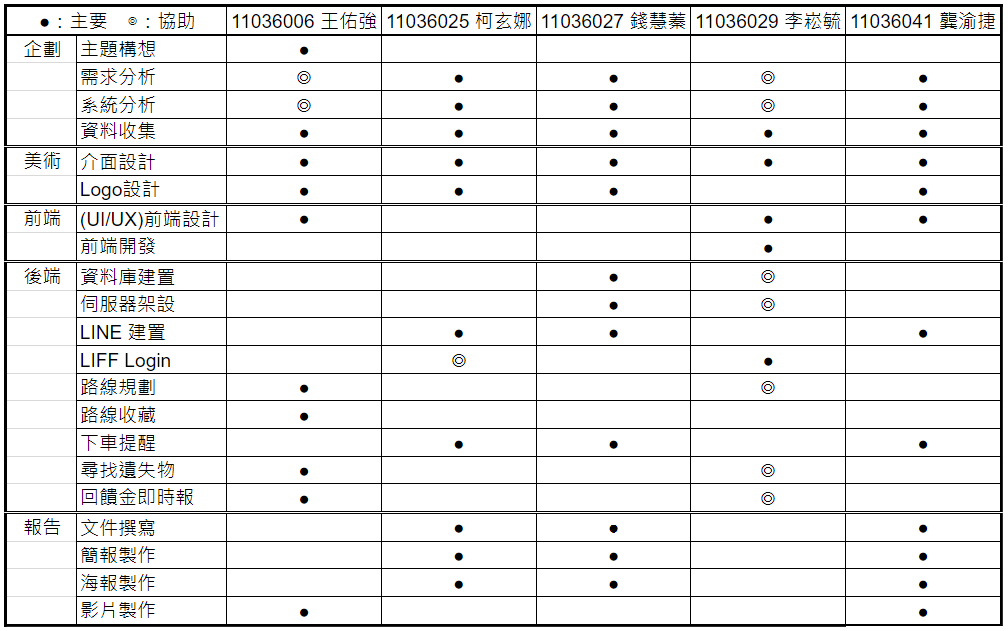 ●：主要　◎：協助 11036006 王佑強 11036025 柯玄娜 11036027 錢慧蓁 11036029 李崧毓 11036041 龔渝捷
企劃 主題構想 ●
需求分析 ◎ ● ● ◎ ●
系統分析 ◎ ● ● ◎ ●
資料收集 ● ● ● ● ●
美術 介面設計 ● ● ● ● ●
Logo設計 ● ● ● ●
前端 (UI/UX)前端設計 ● ● ●
前端開發 ●
後端 資料庫建置 ● ◎
伺服器架設 ● ◎
LINE 建置 ● ● ●
LIFF Login ◎ ●
路線規劃 ● ◎
路線收藏 ●
下車提醒 ● ● ●
尋找遺失物 ● ◎
回饋金即時報 ● ◎
報告 文件撰寫 ● ● ●
簡報製作 ● ● ●
海報製作 ● ● ●
影片製作 ● ●